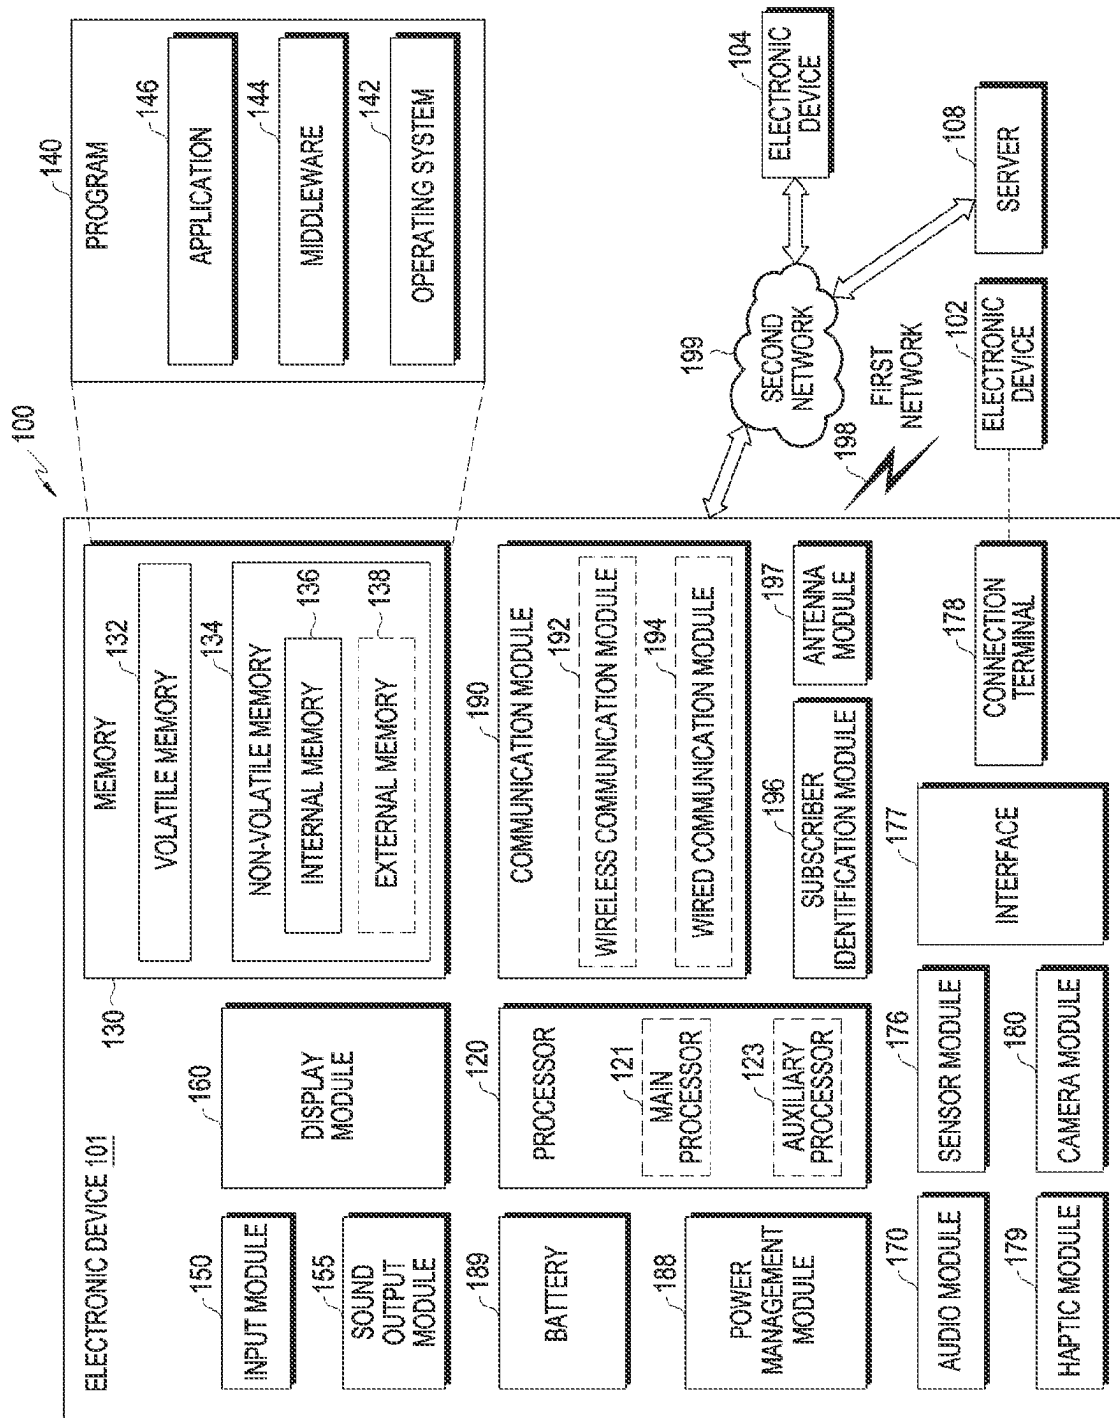 100
ELECTRONIC DEVICE 101
150
INPUT MODULE
155
SOUND
OUTPUT
MODULE
189
BATTERY
188
POWER
MANAGEMENT
MODULE
170
AUDIO MODULE
179
HAPTIC MODULE
160
DISPLAY
MODULE
120
PROCESSOR
121
MAIN
PROCESSOR
123
AUXILIARY
PROCESSOR
176
SENSOR MODULE
180
CAMERA MODULE
130
MEMORY
132
VOLATILE MEMORY
134
NON-VOLATILE MEMORY
136
INTERNAL MEMORY
138
EXTERNAL MEMORY
190
COMMUNICATION MODULE
192
WIRELESS COMMUNICATION MODULE
194
WIRED COMMUNICATION MODULE
196
SUBSCRIBER
IDENTIFICATION MODULE
197
ANTENNA
MODULE
177
INTERFACE
178
CONNECTION
TERMINAL
140
PROGRAM
146
APPLICATION
144
MIDDLEWARE
142
OPERATING SYSTEM
199
SECOND
NETWORK
104
ELECTRONIC
DEVICE
108
SERVER
198
FIRST
NETWORK
102
ELECTRONIC
DEVICE